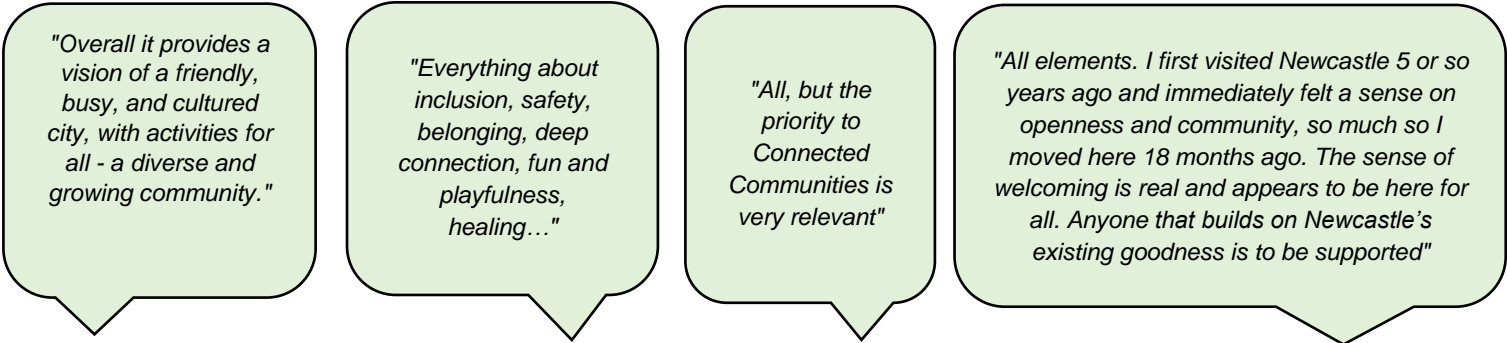 "Overall it provides a
vision of a friendly,
busy, and cultured
city, with activities for
all - a diverse and
growing community."
"Everything about
inclusion, safety,
belonging, deep
connection, fun and
playfulness,
healing…"
"All, but the
priority to
Connected
Communities is
very relevant"
"All elements. I first visited Newcastle 5 or so
years ago and immediately felt a sense on
openness and community, so much so I
moved here 18 months ago. The sense of
welcoming is real and appears to be here for
all. Anyone that builds on Newcastle’s
existing goodness is to be supported"